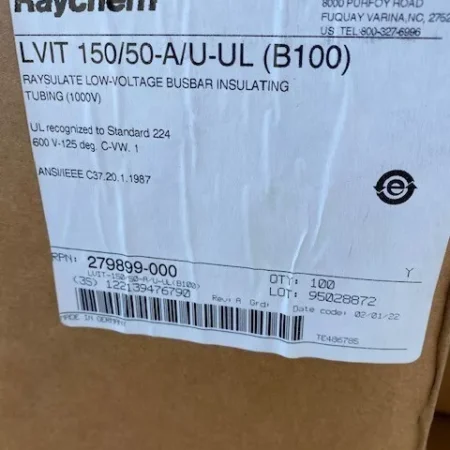 Raychem
8000 PURFOY ROAD
FUQUAY VARINA, NC, 2752
US TEL:800-327-6996
LVIT 150/50-A/U-UL (B100)
RAYSULATE LOW-VOLTAGE BUSBAR INSULATING
TUBING (1000V)
UL recognized to Standard 224
600 V-125 deg. C-VW. 1
ANSI/IEEE C37.20.1.1987
RPN: 279899-000
LVIT-150/50-A/U-UL(B100)
(3S) 122139476790
QTY: 100 Y
LOT: 95028872
Rev: A Grd: Date code: 02/01/22
MADE IN GERMANY
TE486785